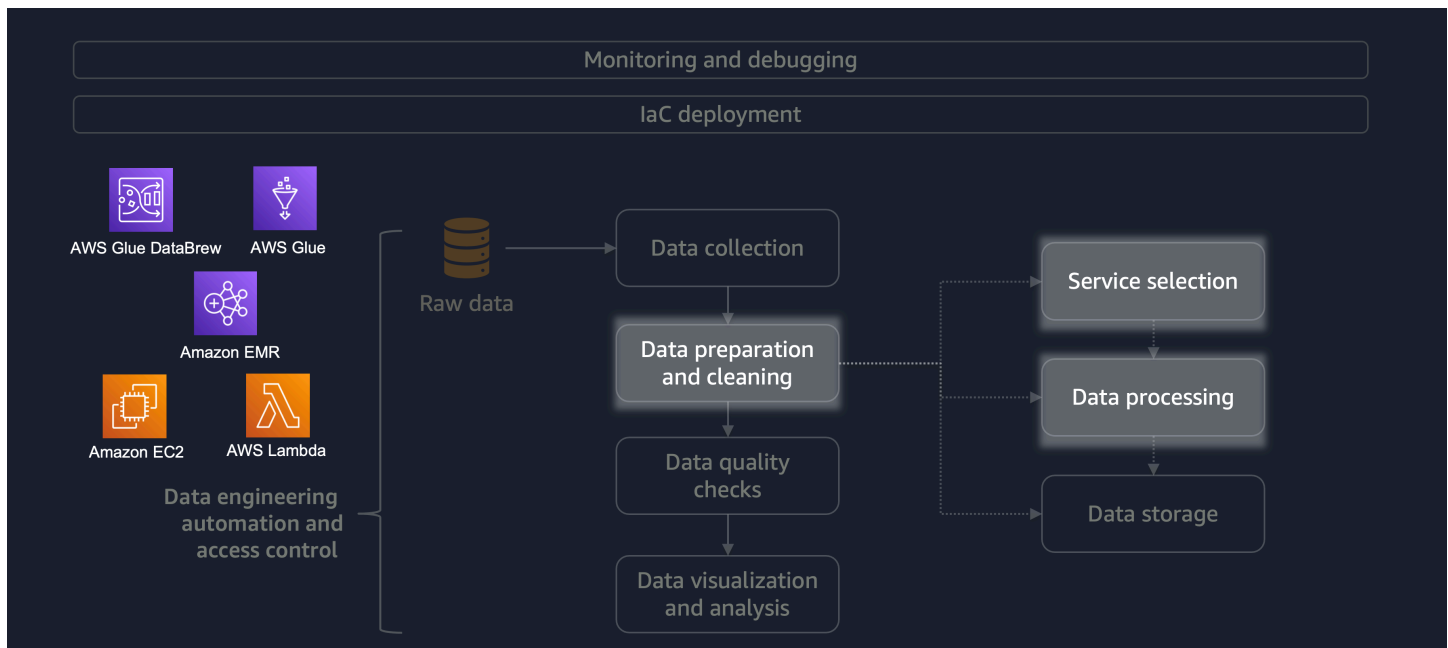 Monitoring and debugging
IaC deployment
AWS Glue DataBrew
AWS Glue
Amazon EMR
Amazon EC2
AWS Lambda
Data engineering
automation and
access control
Raw data
Data collection
Data preparation
and cleaning
Data quality
checks
Data visualization
and analysis
Service selection
Data processing
Data storage